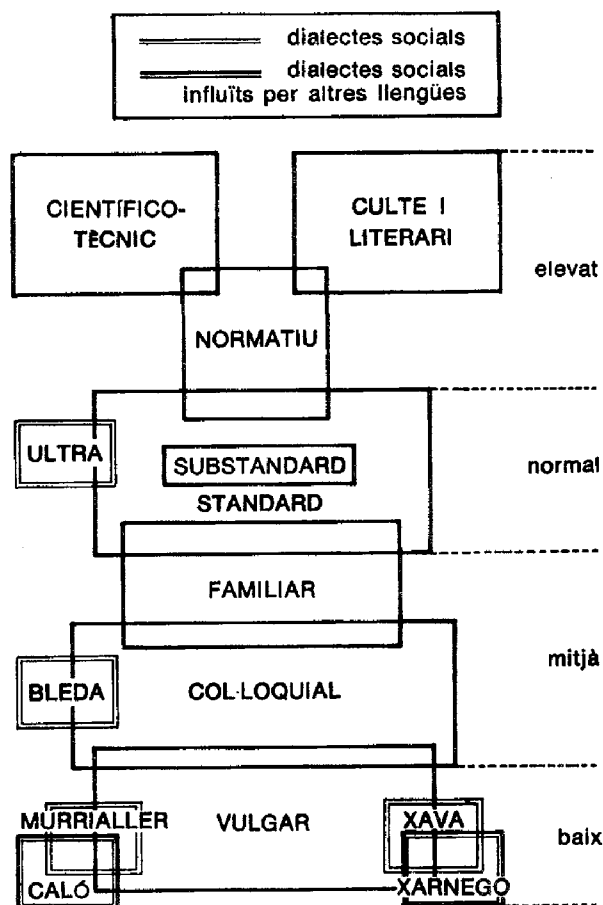 dialectes socials
dialectes socials
influïts per altres llengües
CIENTÍFICO-
TÈCNIC
CULTE I
LITERARI
elevat
NORMATIU
ULTRA
SUBSTANDARD
normal
STANDARD
FAMILIAR
mitjà
BLEDA
COL·LOQUIAL
MURRIALLER
VULGAR
XAVA
baix
CALÓ
XARNEGO